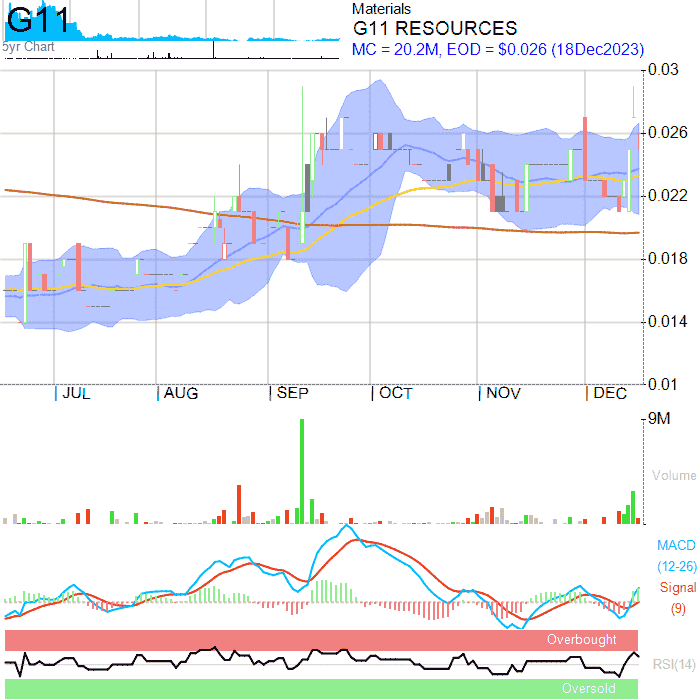 G11
5yr Chart
Materials
G11 RESOURCES
MC = 20.2M, EOD = $0.026 (18Dec2023)
0.03
0.026
0.022
0.018
0.014
0.01
JUL AUG SEP OCT NOV DEC
9M
Volume
MACD
(12-26)
Signal
(9)
Overbought
RSI(14)
Oversold